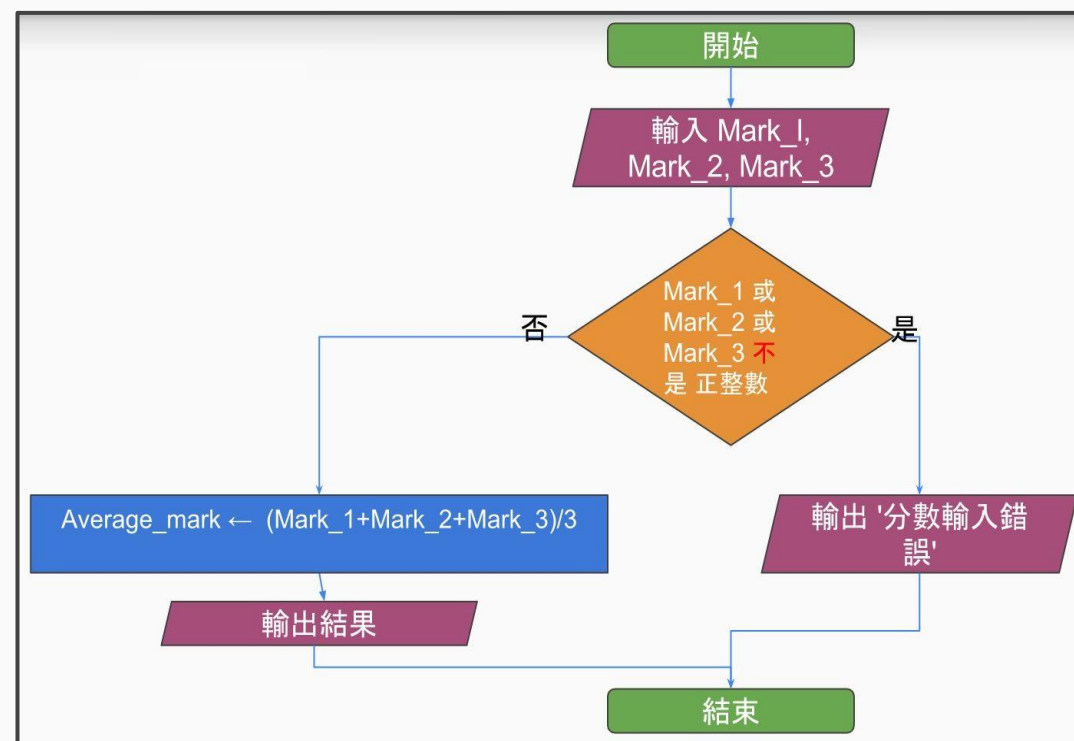 開始
輸入 Mark_l,
Mark_2, Mark_3
Mark_1 或
Mark_2 或
Mark_3 不
是 正整數
否
是
Average_mark ← (Mark_1+Mark_2+Mark_3)/3
輸出 '分數輸入錯
誤'
輸出結果
結束